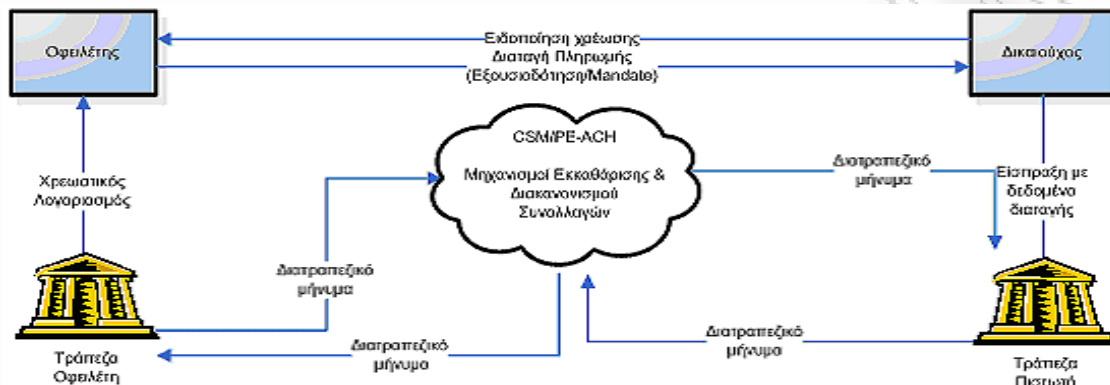 Οφειλέτης
Ειδοποίηση χρέωσης
Διαταγή Πληρωμής
(Εξουσιοδότηση/Mandate)
Δικαιούχος
CSM/PE-ACH
Μηχανισμοί Εκκαθάρισης &
Διακανονισμού
Συναλλαγών
Χρεωστικός
Λογαριασμός
Διατραπεζικό
μήνυμα
Είσπραξη με
δεδομένα
διαταγής
Διατραπεζικό
μήνυμα
Διατραπεζικό
μήνυμα
Διατραπεζικό
μήνυμα
Τράπεζα
Οφειλέτη
Τράπεζα
Πιστωτή